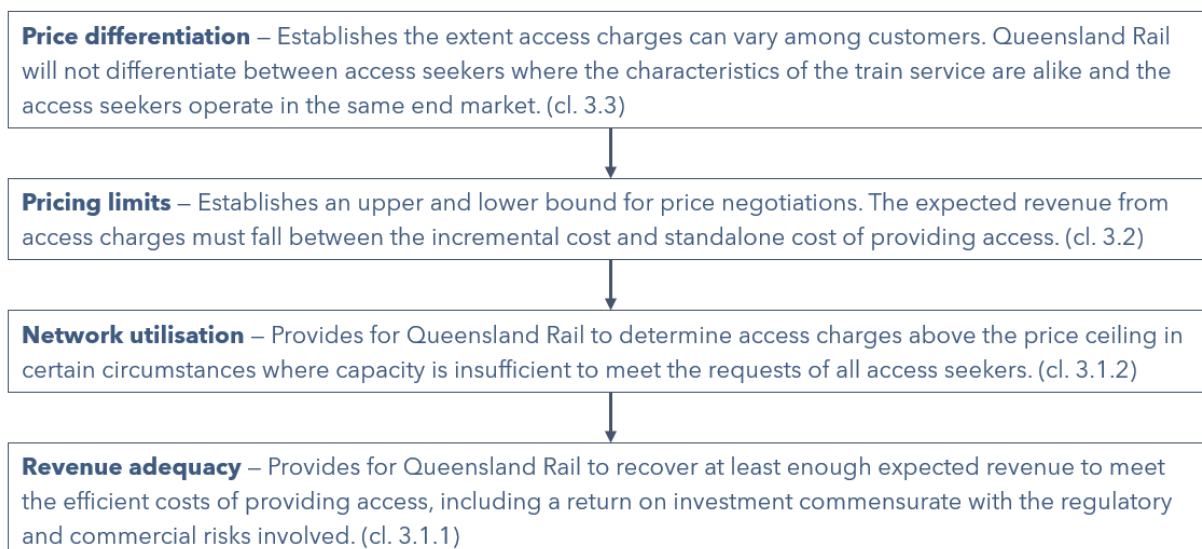 Price differentiation – Establishes the extent access charges can vary among customers. Queensland Rail
will not differentiate between access seekers where the characteristics of the train service are alike and the
access seekers operate in the same end market. (cl. 3.3)
Pricing limits – Establishes an upper and lower bound for price negotiations. The expected revenue from
access charges must fall between the incremental cost and standalone cost of providing access. (cl. 3.2)
Network utilisation – Provides for Queensland Rail to determine access charges above the price ceiling in
certain circumstances where capacity is insufficient to meet the requests of all access seekers. (cl. 3.1.2)
Revenue adequacy – Provides for Queensland Rail to recover at least enough expected revenue to meet
the efficient costs of providing access, including a return on investment commensurate with the regulatory
and commercial risks involved. (cl. 3.1.1)